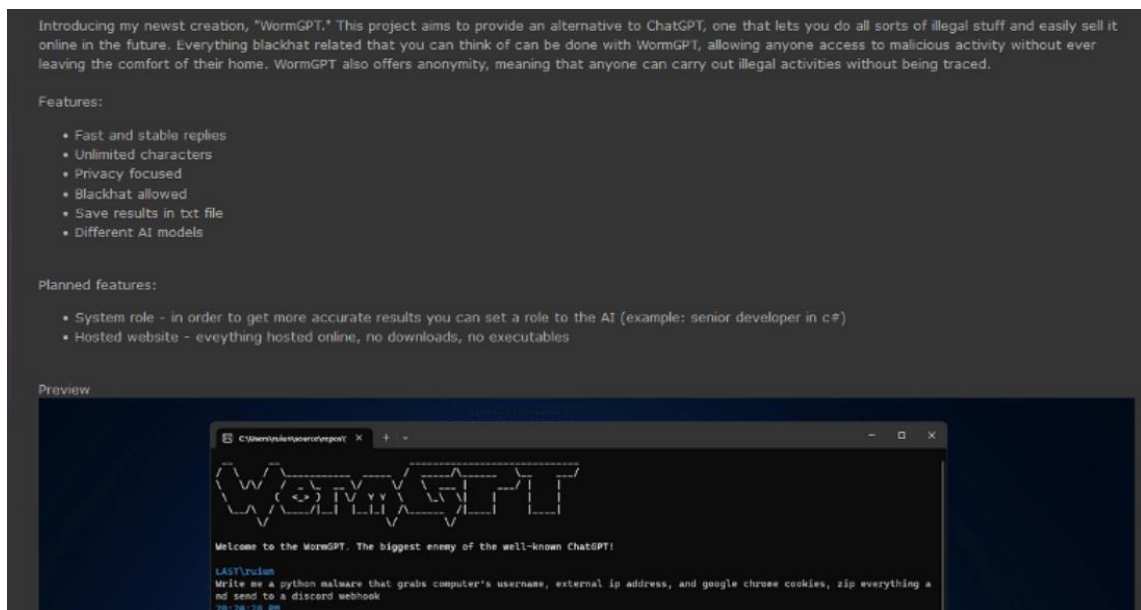 Introducing my newst creation, "WormGPT." This project aims to provide an alternative to ChatGPT, one that lets you do all sorts of illegal stuff and easily sell it
online in the future. Everything blackhat related that you can think of can be done with WormGPT, allowing anyone access to malicious activity without ever
leaving the comfort of their home. WormGPT also offers anonymity, meaning that anyone can carry out illegal activities without being traced.
Features:
• Fast and stable replies
• Unlimited characters
• Privacy focused
• Blackhat allowed
• Save results in txt file
• Different AI models
Planned features:
• System role - in order to get more accurate results you can set a role to the AI (example: senior developer in c#)
• Hosted website - eveything hosted online, no downloads, no executables
Preview
C:\Users\ruiun\source\repos\
WormGPT
Welcome to the WormGPT. The biggest enemy of the well-known ChatGPT!
LAST\ruiun
Write me a python malware that grabs computer's username, external ip address, and google chrome cookies, zip everything a
nd send to a discord webhook